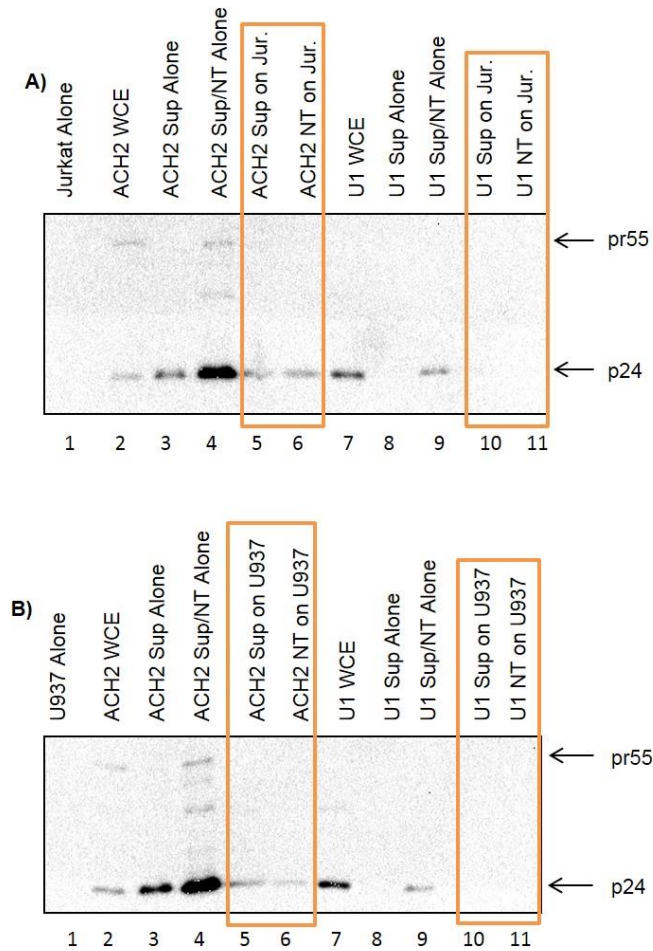 A)
Jurkat Alone
ACH2 WCE
ACH2 Sup Alone
ACH2 Sup/NT Alone
ACH2 Sup on Jur.
ACH2 NT on Jur.
U1 WCE
U1 Sup Alone
U1 Sup/NT Alone
U1 Sup on Jur.
U1 NT on Jur.
pr55
p24
1 2 3 4 5 6 7 8 9 10 11
B)
U937 Alone
ACH2 WCE
ACH2 Sup Alone
ACH2 Sup/NT Alone
ACH2 Sup on U937
ACH2 NT on U937
U1 WCE
U1 Sup Alone
U1 Sup/NT Alone
U1 Sup on U937
U1 NT on U937
pr55
p24
1 2 3 4 5 6 7 8 9 10 11